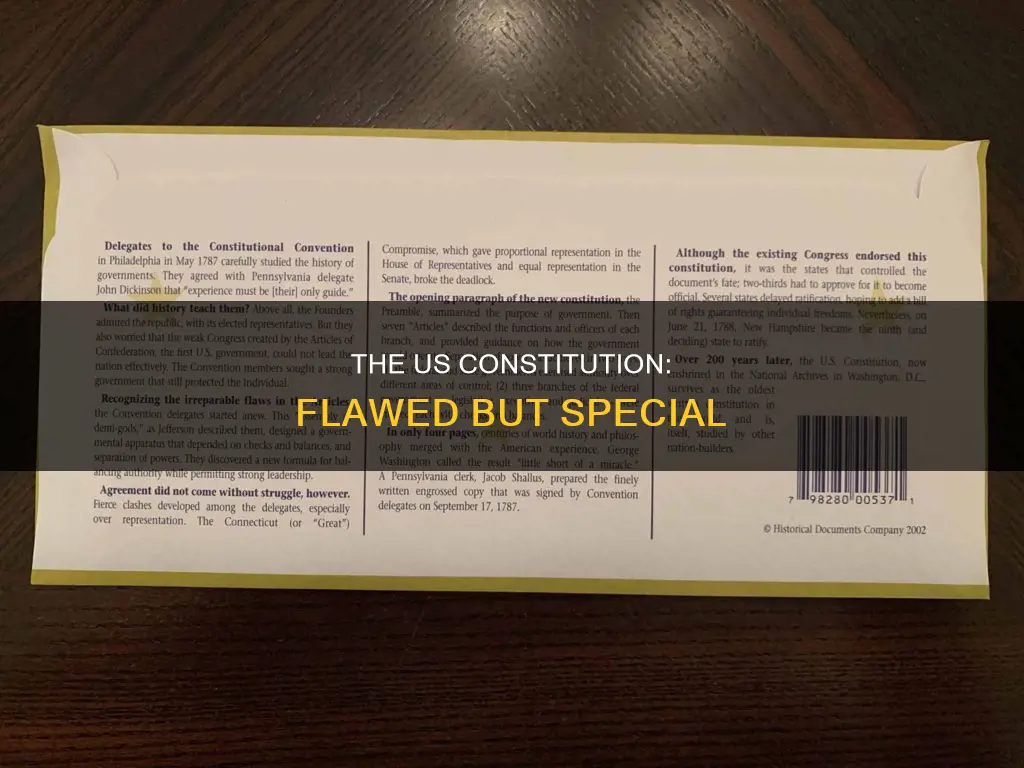 Delegates to the Constitutional Convention
in Philadelphia in May 1787 carefully studied the history of
governments. They agreed with Pennsylvania delegate
John Dickinson that "experience must be [their] only guide."
What did history teach them? Above all, the Founders
admired the republic, with its elected representatives. But they
also worried that the weak Congress created by the Articles of
Confederation, the first U.S. government, could not lead the
nation effectively. The Convention members sought a strong
government that still protected the individual.
Recognizing the irreparable flaws in the Articles
the Convention delegates started anew. This
demi-gods," as Jefferson described them, designed a govern-
mental apparatus that depended on checks and balances, and
separation of powers. They discovered a new formula for bal-
ancing authority while permitting strong leadership.
Agreement did not come without struggle, however.
Fierce clashes developed among the delegates, especially
over representation. The Connecticut (or "Great")
Compromise, which gave proportional representation in the
House of Representatives and equal representation in the
Senate, broke the deadlock.
The opening paragraph of the new constitution, the
Preamble, summarized the purpose of government. Then
seven "Articles" described the functions and officers of each
branch, and provided guidance on how the government
different areas of control; (2) three branches of the federal
In only four pages, centuries of world history and philos-
ophy merged with the American experience. George
Washington called the result "little short of a miracle."
A Pennsylvania clerk, Jacob Shallus, prepared the finely
written engrossed copy that was signed by Convention
delegates on September 17, 1787.
Although the existing Congress endorsed this
constitution, it was the states that controlled the
document's fate; two-thirds had to approve for it to become
official. Several states delayed ratification, hoping to add a bill
of rights guaranteeing individual freedoms. Nevertheless, on
June 21, 1788, New Hampshire became the ninth (and
deciding) state to ratify.
Over 200 years later, the U.S. Constitution, now
enshrined in the National Archives in Washington, D.C.,
survives as the oldest
constitution in
and is,
itself, studied by other
nation-builders.
7 98280 00537 1
© Historical Documents Company 2002
THE US CONSTITUTION:
FLAWED BUT SPECIAL